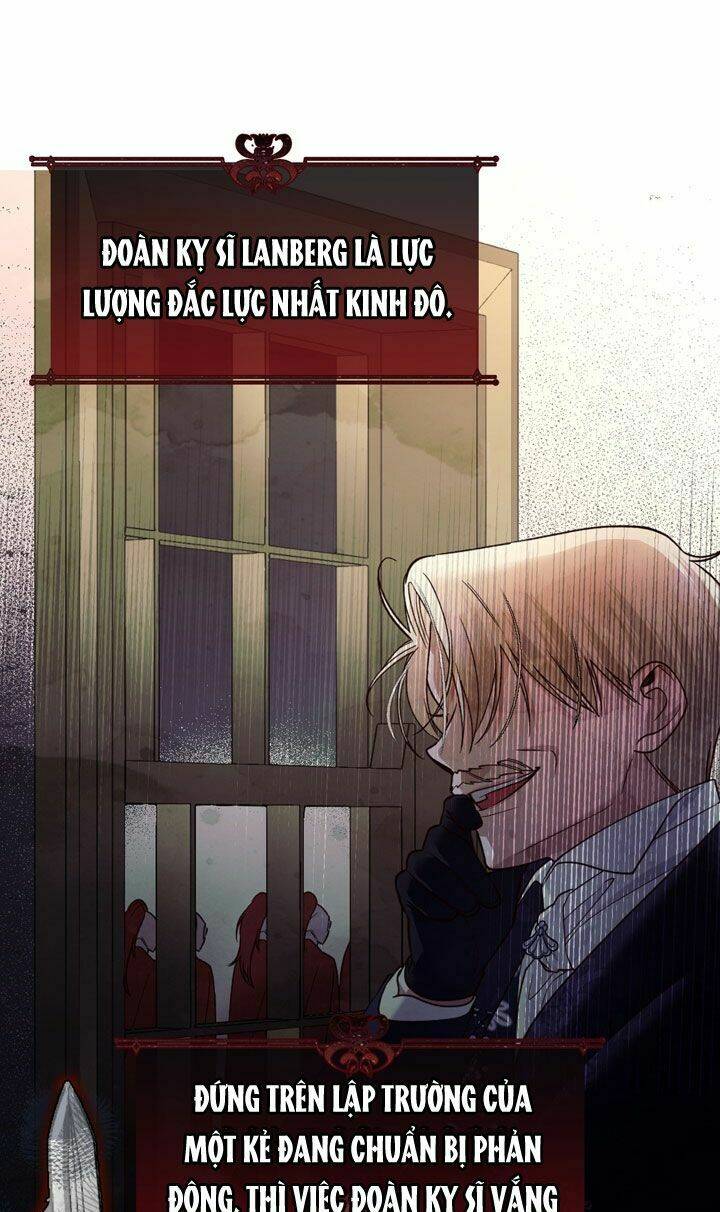 ĐOÀN KỴ SĨ LANBERG LÀ LỰC
LƯỢNG ĐẮC LỰC NHẤT KINH ĐÔ.
ĐỨNG TRÊN LẬP TRƯỜNG CỦA
MỘT KẺ ĐANG CHUẨN BỊ PHẢN
ĐỘNG, THÌ VIỆC ĐOÀN KỴ SĨ VẮNG